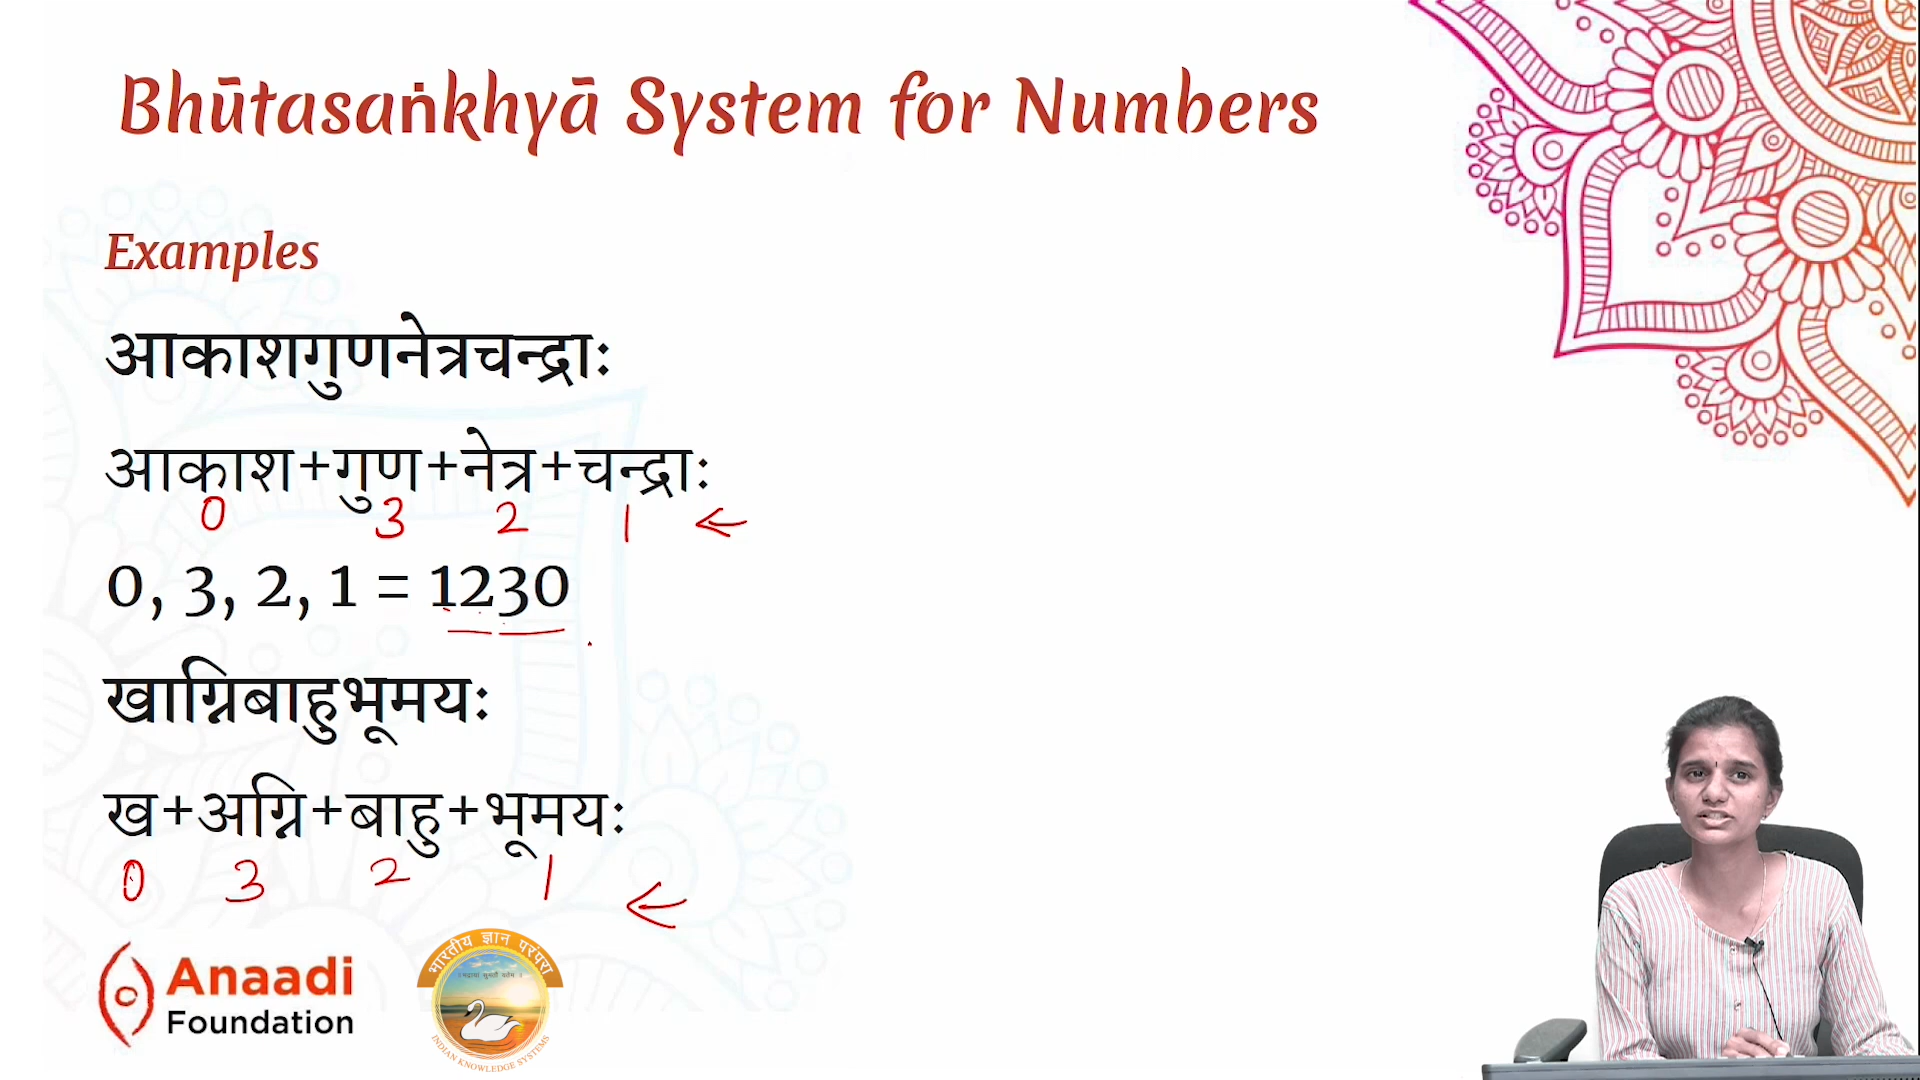 Bhūtasaṅkhyā System for Numbers
Examples
आकाशगुणनेत्रचन्द्राः
आकाश+गुण+नेत्र+चन्द्राः
0 3 2 1 ←
0, 3, 2, 1 = 1230
खाग्निबाहुभूमयः
ख+अग्नि+बाहु+भूमयः
0 3 2 1 ←
Anaadi
Foundation
भारतीय ज्ञान परंपरा
INDIAN KNOWLEDGE SYSTEMS